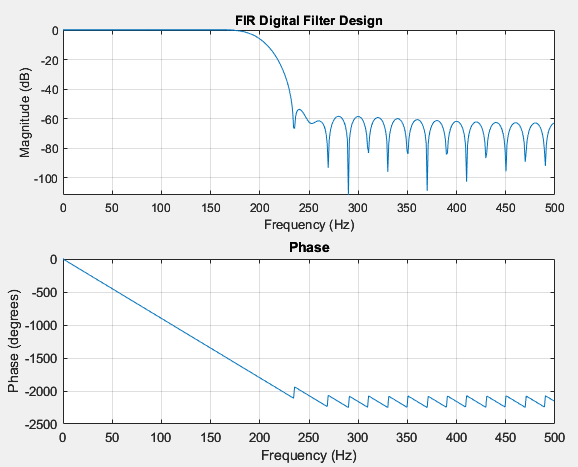 FIR Digital Filter Design
0
-20
-40
-60
-80
-100
Magnitude (dB)
0 50 100 150 200 250 300 350 400 450 500
Frequency (Hz)
Phase
0
-500
-1000
-1500
-2000
-2500
Phase (degrees)
0 50 100 150 200 250 300 350 400 450 500
Frequency (Hz)